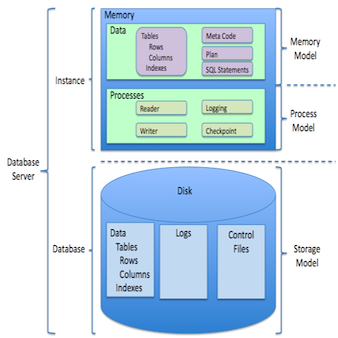 Memory
Data
Tables
Rows
Columns
Indexes
Meta Code
Plan
SQL Statements
Processes
Reader
Logging
Writer
Checkpoint
Instance
Memory
Model
Process
Model
Database
Server
Disk
Data
Tables
Rows
Columns
Indexes
Logs
Control
Files
Database
Storage
Model